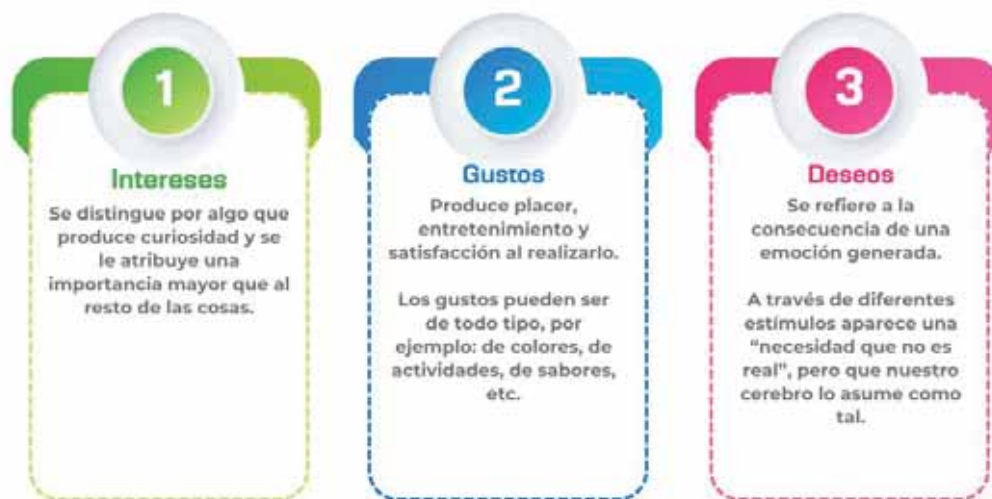 1
Intereses
Se distingue por algo que
produce curiosidad y se
le atribuye una
importancia mayor que al
resto de las cosas.
2
Gustos
Produce placer,
entretenimiento y
satisfacción al realizarlo.
Los gustos pueden ser
de todo tipo, por
ejemplo: de colores, de
actividades, de sabores,
etc.
3
Deseos
Se refiere a la
consecuencia de una
emoción generada.
A través de diferentes
estímulos aparece una
“necesidad que no es
real”, pero que nuestro
cerebro lo asume como
tal.